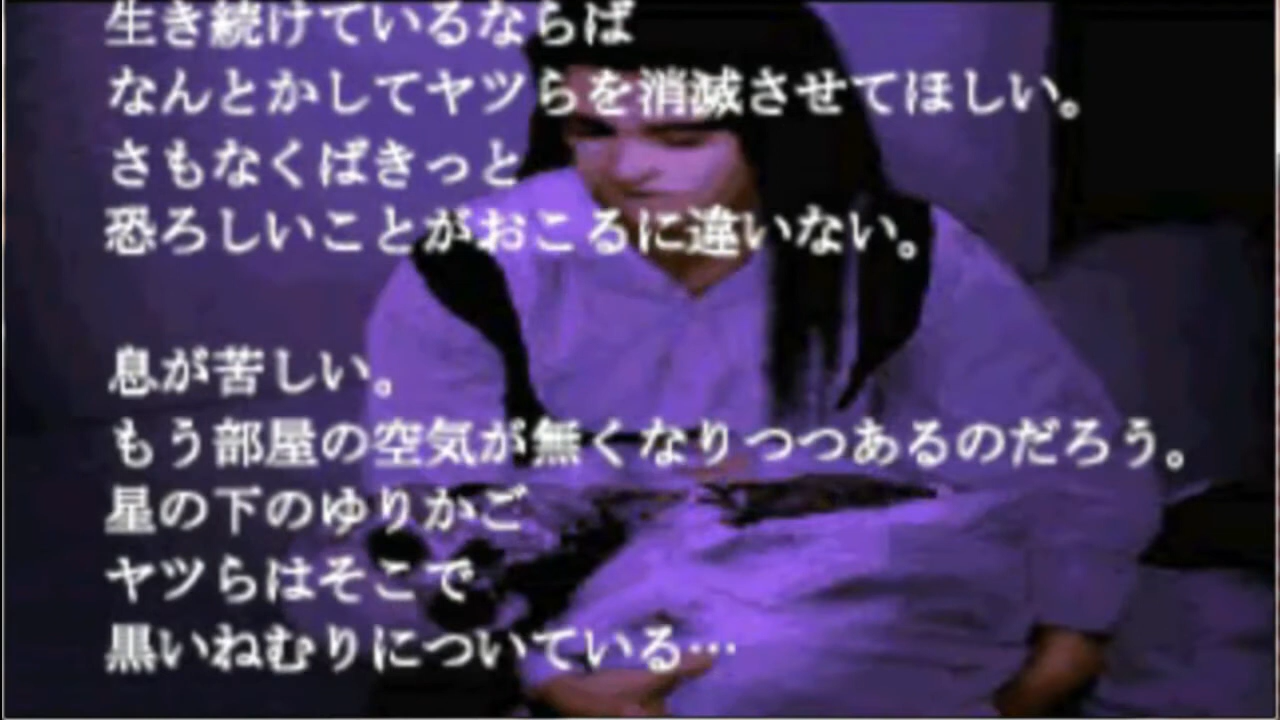 生き続けているならば
なんとかしてヤツらを消滅させてほしい。
さもなくばきっと
恐ろしいことがおこるに違いない。
息が苦しい。
もう部屋の空気が無くなりつつあるのだろう。
星の下のゆりかご
ヤツらはそこで
黒いねむりについている…